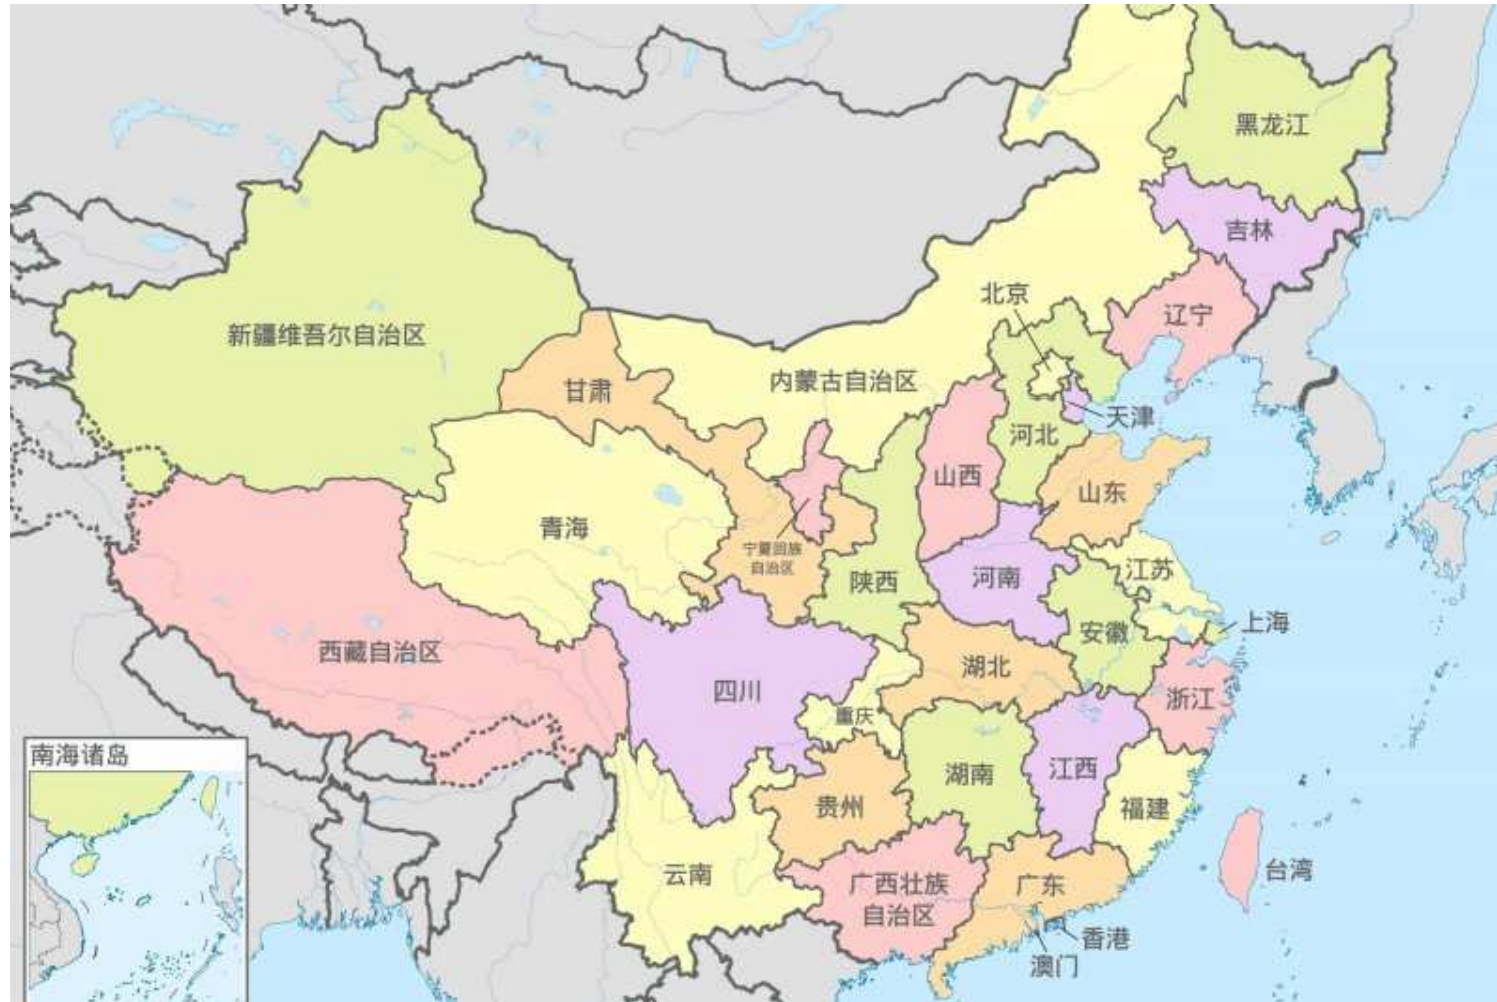 黑龙江
吉林
辽宁
北京
新疆维吾尔自治区
内蒙古自治区
甘肃
天津
河北
山西
山东
青海
宁夏回族
自治区
陕西
河南
江苏
上海
安徽
西藏自治区
湖北
四川
浙江
重庆
南海诸岛
湖南
江西
贵州
福建
云南
广西壮族
自治区
广东
台湾
香港
澳门